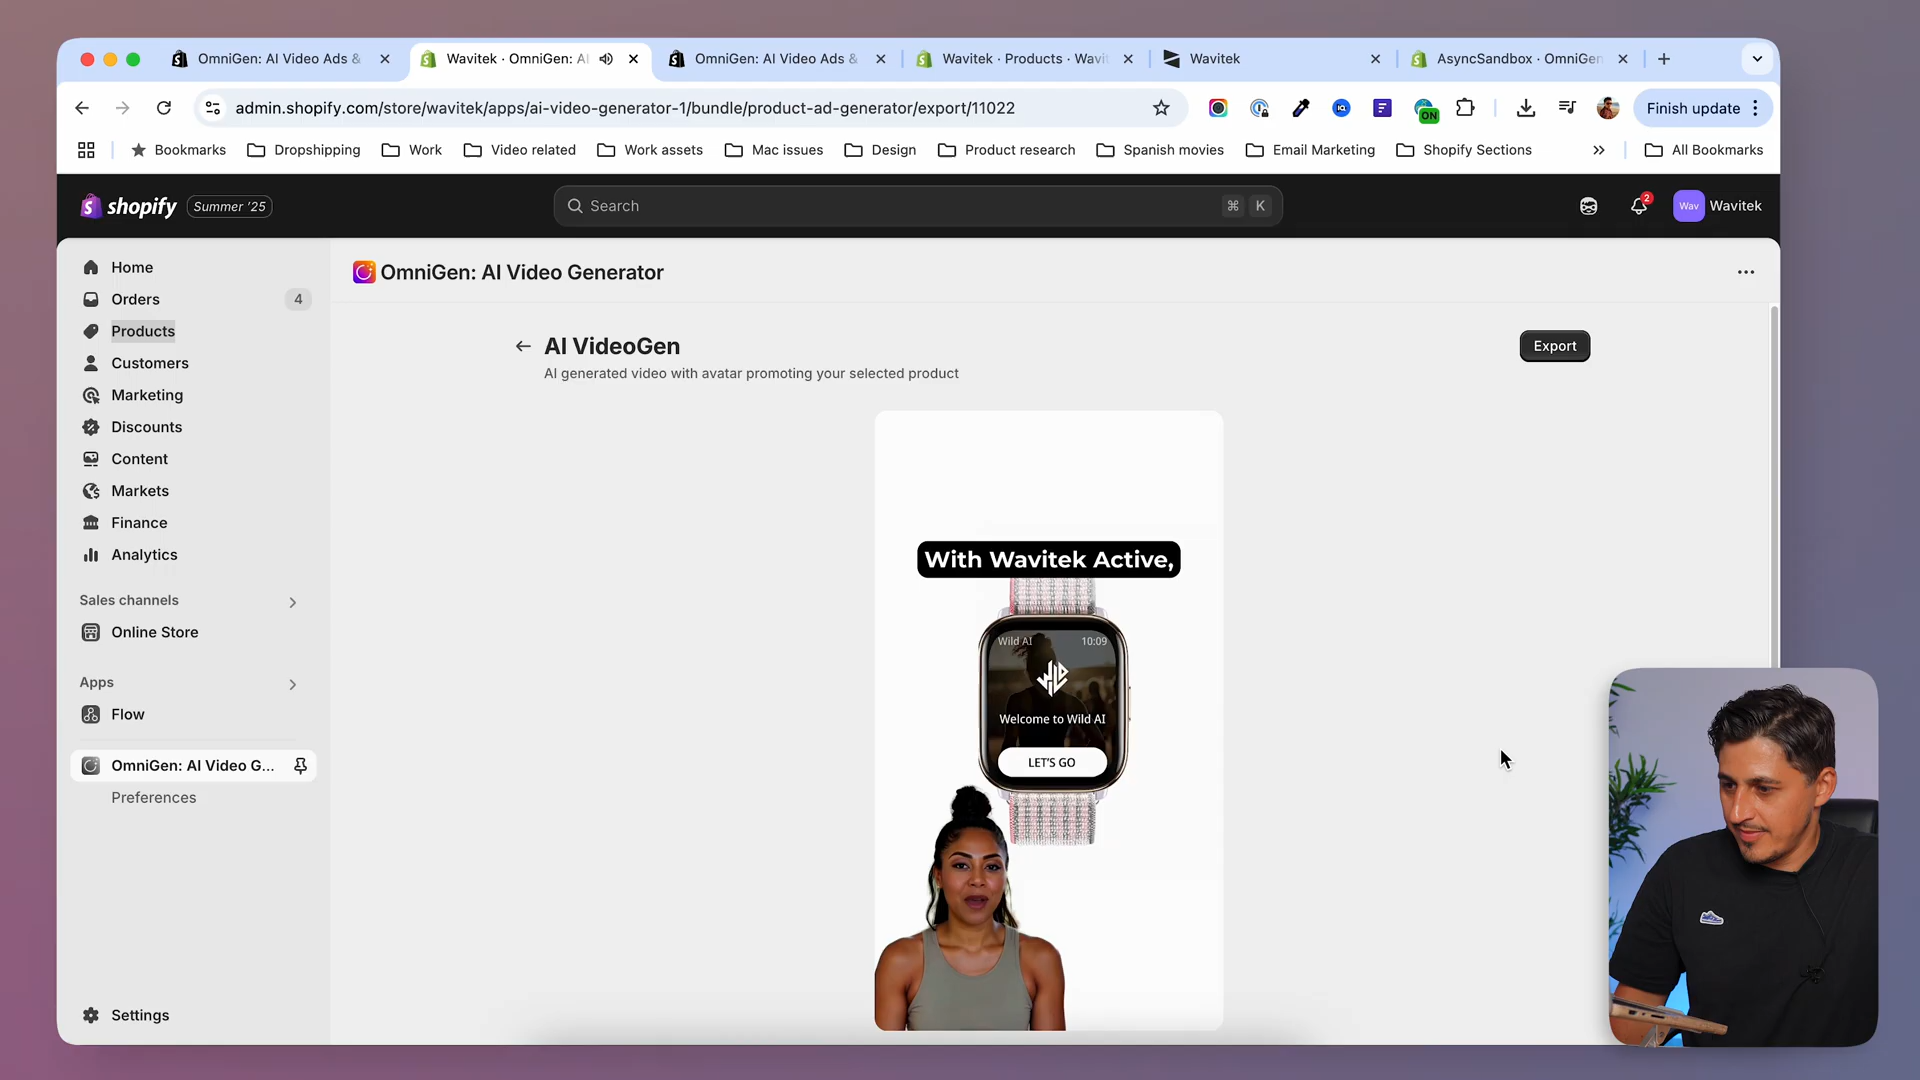 OmniGen: AI Video Ads &
Wavitek · OmniGen: AI
OmniGen: AI Video Ads &
Wavitek · Products · Wavit
Wavitek
AsyncSandbox · OmniGen
admin.shopify.com/store/wavitek/apps/ai-video-generator-1/bundle/product-ad-generator/export/11022
ON
Finish update
Bookmarks
Dropshipping
Work
Video related
Work assets
Mac issues
Design
Product research
Spanish movies
Email Marketing
Shopify Sections
All Bookmarks
shopify
Summer '25
Search
⌘ K
2
Wav
Wavitek
Home
Orders
4
Products
Customers
Marketing
Discounts
Content
Markets
Finance
Analytics
Sales channels
Online Store
Apps
Flow
OmniGen: AI Video G...
Preferences
Settings
OmniGen: AI Video Generator
AI VideoGen
AI generated video with avatar promoting your selected product
Export
With Wavitek Active,
Wild AI
10:09
Welcome to Wild AI
LET'S GO